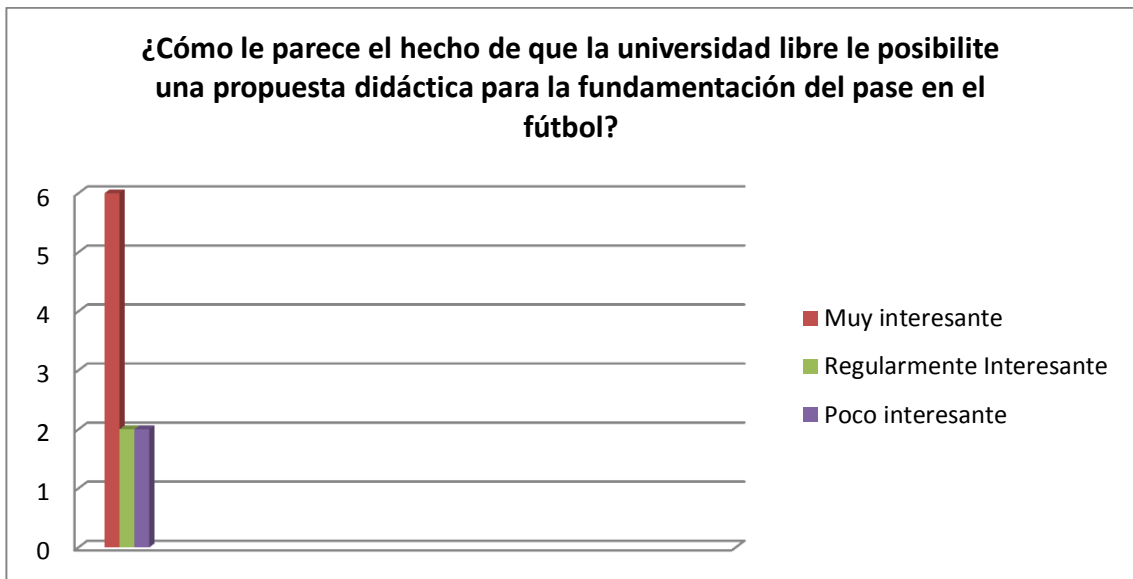 ¿Cómo le parece el hecho de que la universidad libre le posibilite
una propuesta didáctica para la fundamentación del pase en el
fútbol?
6
5
4
3
2
1
0
Muy interesante
Regularmente Interesante
Poco interesante